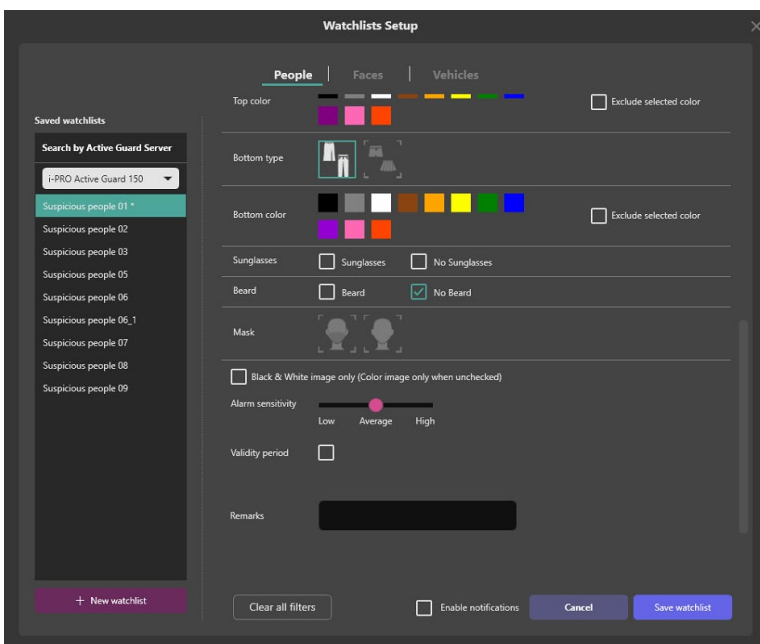 Watchlists Setup
People | Faces | Vehicles
Saved watchlists
Search by Active Guard Server
i-PRO Active Guard 150
Suspicious people 01 *
Suspicious people 02
Suspicious people 03
Suspicious people 05
Suspicious people 06
Suspicious people 06_1
Suspicious people 07
Suspicious people 08
Suspicious people 09
+ New watchlist
Top color
Exclude selected color
Bottom type
Bottom color
Exclude selected color
Sunglasses Sunglasses No Sunglasses
Beard Beard No Beard
Mask
Black & White image only (Color image only when unchecked)
Alarm sensitivity
Low Average High
Validity period
Remarks
Clear all filters Enable notifications Cancel Save watchlist